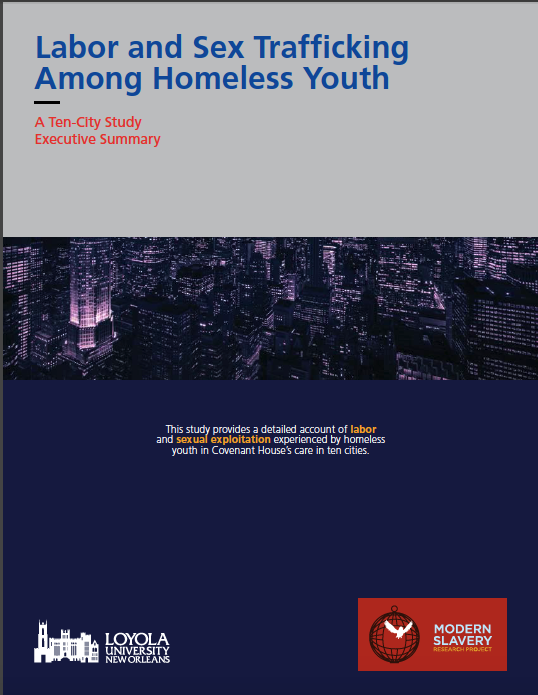 Labor and Sex Trafficking
Among Homeless Youth
A Ten-City Study
Executive Summary
This study provides a detailed account of labor
and sexual exploitation experienced by homeless
youth in Covenant House's care in ten cities.
LOYOLA
UNIVERSITY
NEW ORLEANS
MODERN
SLAVERY
RESEARCH PROJECT